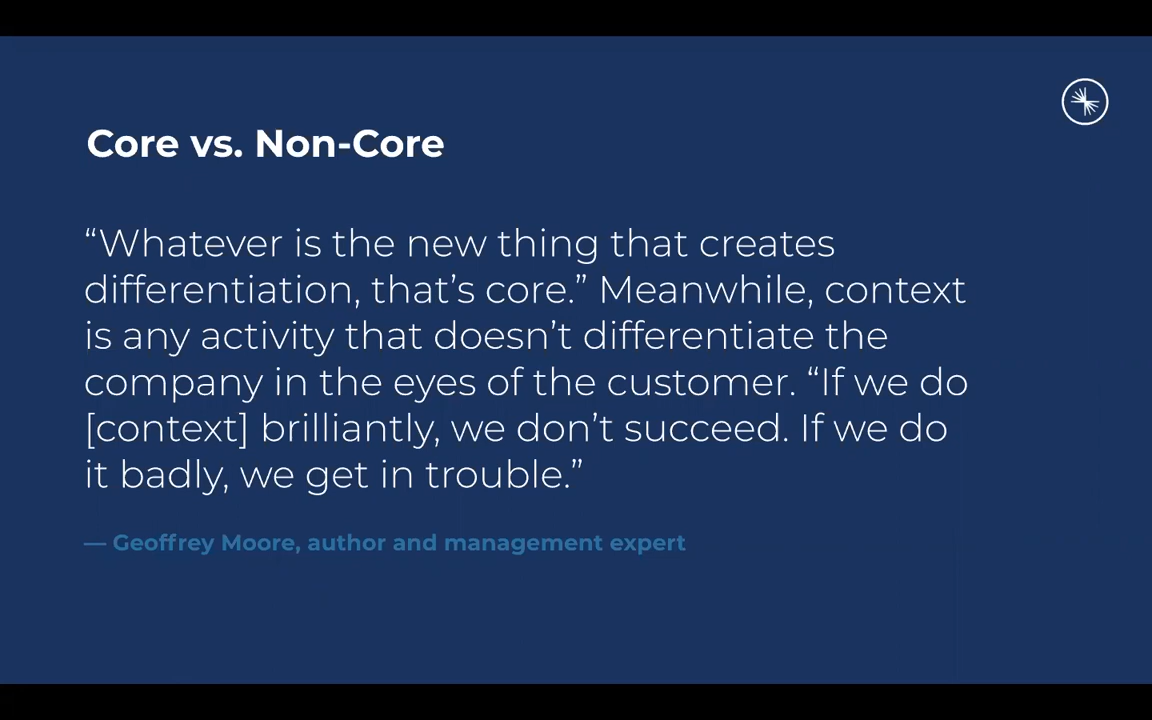 Core vs. Non-Core
“Whatever is the new thing that creates
differentiation, that’s core.” Meanwhile, context
is any activity that doesn’t differentiate the
company in the eyes of the customer. “If we do
[context] brilliantly, we don’t succeed. If we do
it badly, we get in trouble.”
— Geoffrey Moore, author and management expert